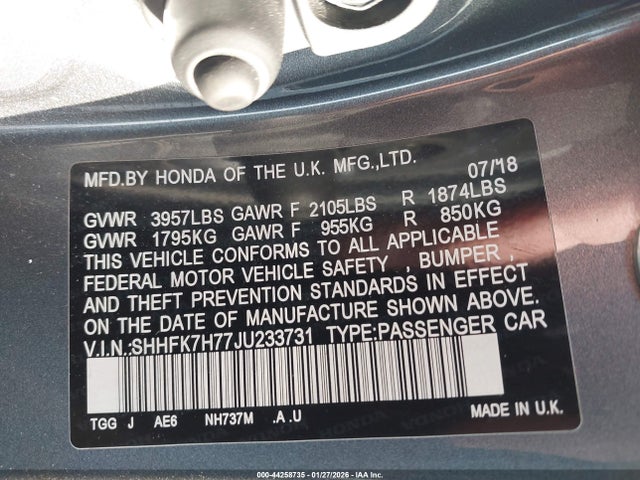 MFD.BY HONDA OF THE U.K. MFG.,LTD. 07/18
GVWR 3957LBS GAWR F 2105LBS R 1874LBS
GVWR 1795KG GAWR F 955KG R 850KG
THIS VEHICLE CONFORMS TO ALL APPLICABLE
FEDERAL MOTOR VEHICLE SAFETY , BUMPER ,
AND THEFT PREVENTION STANDARDS IN EFFECT
ON THE DATE OF MANUFACTURE SHOWN ABOVE.
V.I.N.:SHHFK7H77JU233731 TYPE:PASSENGER CAR
TGG J AE6 NH737M .A .U MADE IN U.K.
000-44258735 - 01/27/2026 - IAA Inc.